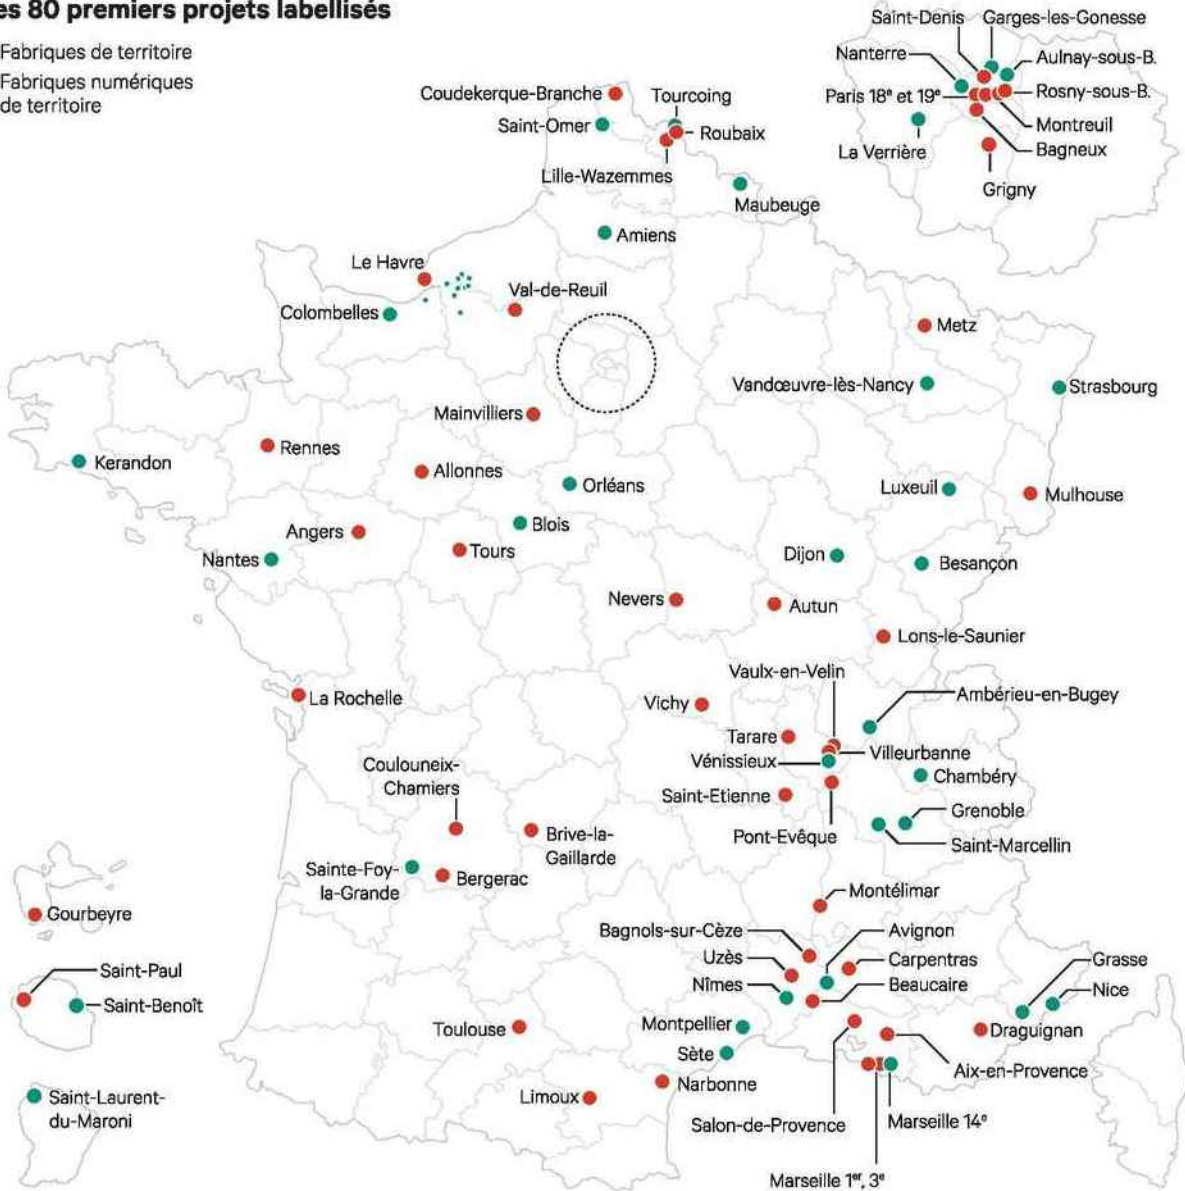 es 80 premiers projets labellisés
Fabriques de territoire
Fabriques numériques
de territoire
Saint-Denis
Garges-les-Gonesse
Nanterre
Aulnay-sous-B.
Paris 18e et 19e
Rosny-sous-B.
Montreuil
La Verrière
Bagneux
Grigny
Coudekerque-Branche
Tourcoing
Saint-Omer
Roubaix
Lille-Wazemmes
Maubeuge
Amiens
Le Havre
Val-de-Reuil
Colombelles
Metz
Vandœuvre-lès-Nancy
Strasbourg
Mainvilliers
Rennes
Kerandon
Allonnes
Orléans
Luxeuil
Mulhouse
Angers
Blois
Nantes
Tours
Dijon
Besançon
Nevers
Autun
Lons-le-Saunier
Vaulx-en-Velin
La Rochelle
Vichy
Ambérieu-en-Bugey
Tarare
Villeurbanne
Vénissieux
Coulouneix-
Chamiers
Chambéry
Saint-Etienne
Grenoble
Pont-Evêque
Saint-Marcellin
Brive-la-
Gaillarde
Sainte-Foy-
la-Grande
Bergerac
Montélimar
Gourbeyre
Bagnols-sur-Cèze
Avignon
Uzès
Carpentras
Grasse
Saint-Paul
Nîmes
Beaucaire
Nice
Saint-Benoît
Toulouse
Montpellier
Draguignan
Sète
Aix-en-Provence
Narbonne
Limoux
Saint-Laurent-
du-Maroni
Salon-de-Provence
Marseille 14e
Marseille 1er, 3e